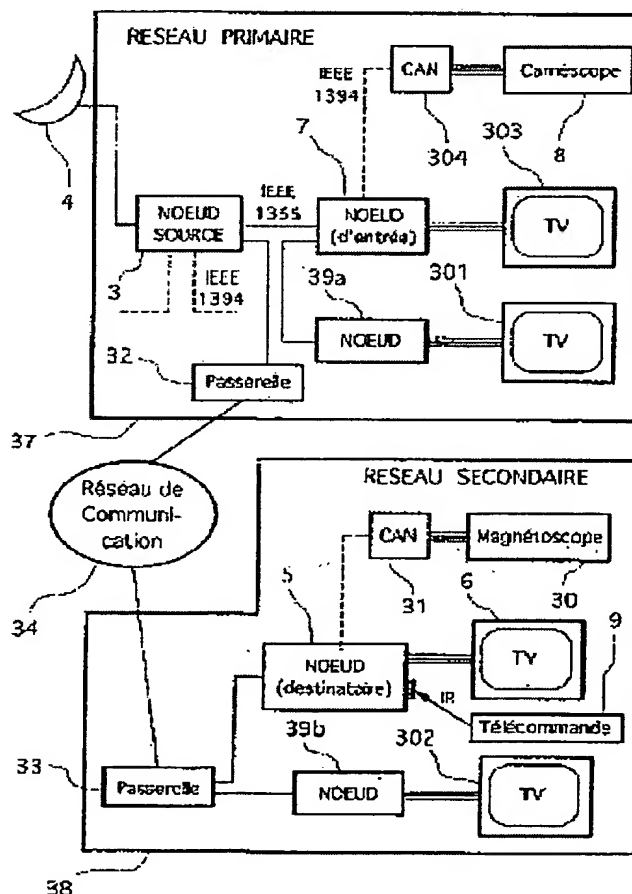 RESEAU PRIMAIRE
IEEE
1394
CAN
Caméscope
304
8
303
4
7
NOEUD
SOURCE
IEEE
1355
NOEUD
(d'entrée)
TV
3
IEEE
1394
39a
301
NOEUD
TV
32
Passerelle
37
Réseau de
Communi-
cation
34
RESEAU SECONDAIRE
CAN
Magnétoscope
31
30
5
6
9
NOEUD
(destinataire)
TV
IR
Télécommande
39b
302
33
Passerelle
NOEUD
TV
38